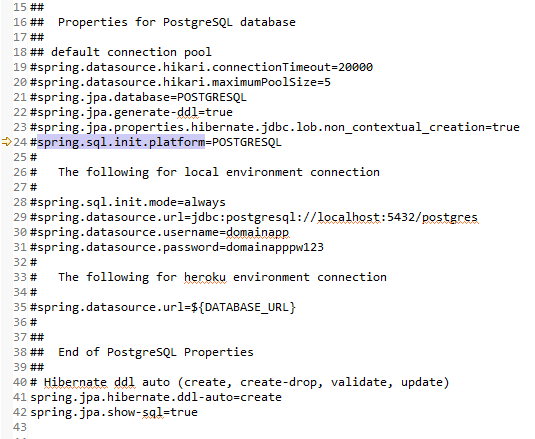 15 ##
16 ##  Properties for PostgreSQL database
17 ##
18 ## default connection pool
19 #spring.datasource.hikari.connectionTimeout=20000
20 #spring.datasource.hikari.maximumPoolSize=5
21 #spring.jpa.database=POSTGRESQL
22 #spring.jpa.generate-ddl=true
23 #spring.jpa.properties.hibernate.jdbc.lob.non_contextual_creation=true
24 #spring.sql.init.platform=POSTGRESQL
25 #
26 #   The following for local environment connection
27 #
28 #spring.sql.init.mode=always
29 #spring.datasource.url=jdbc:postgresql://localhost:5432/postgres
30 #spring.datasource.username=domainapp
31 #spring.datasource.password=domainapppw123
32 #
33 #   The following for heroku environment connection
34 #
35 #spring.datasource.url=${DATABASE_URL}
36 #
37 ##
38 ##  End of PostgreSQL Properties
39 ##
40 # Hibernate ddl auto (create, create-drop, validate, update)
41 spring.jpa.hibernate.ddl-auto=create
42 spring.jpa.show-sql=true
43